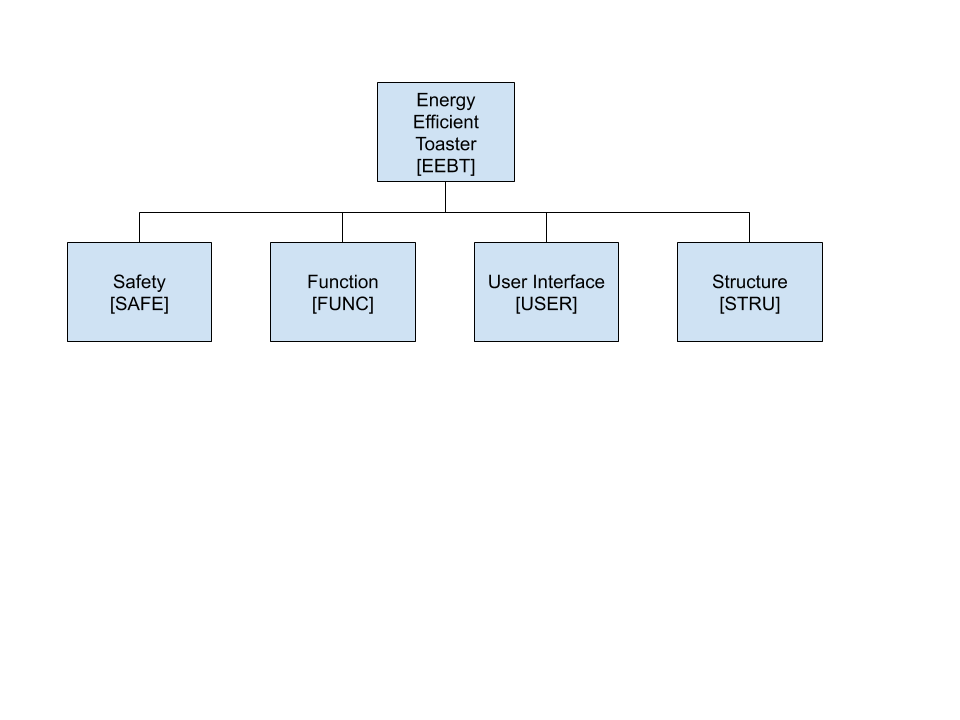 Energy
Efficient
Toaster
[EEBT]
Safety
[SAFE]
Function
[FUNC]
User Interface
[USER]
Structure
[STRU]